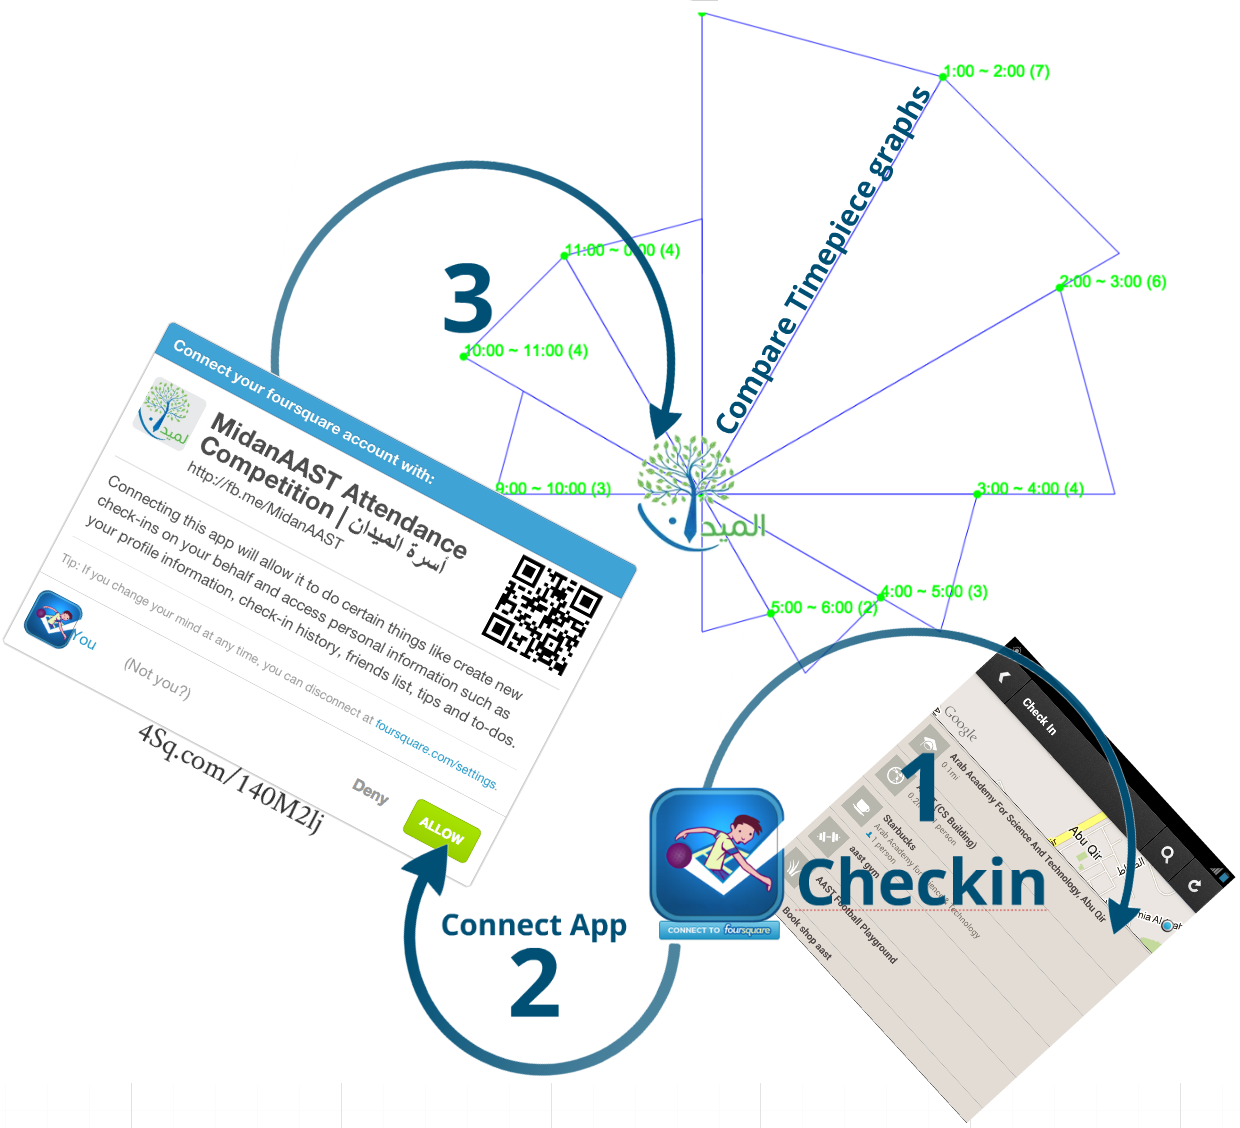 1:00 ~ 2:00 (7)
Compare Timepiece graphs
2:00 ~ 3:00 (6)
11:00 ~ 0:00 (4)
3
10:00 ~ 11:00 (4)
9:00 ~ 10:00 (3)
3:00 ~ 4:00 (4)
4:00 ~ 5:00 (3)
5:00 ~ 6:00 (2)
الميد
Connect your foursquare account with:
الميد
MidanAAST Attendance
Competition | أسرة الميدان
http://fb.me/MidanAAST
Connecting this app will allow it to do certain things like create new
check-ins on your behalf and access personal information such as
your profile information, check-in history, friends list, tips and to-dos.
Tip: If you change your mind at any time, you can disconnect at foursquare.com/settings.
You
(Not you?)
Deny
ALLOW
4Sq.com/140M2lj
Check In
Google
Abu Qir
1
Arab Academy For Science And Technology, Abu Qir
0.1mi
(CS Building)
person
Starbucks
Arab Academy for Science & Technology
1 person
aast gym
AAST Football Playground
Book shop aast
Checkin
CONNECT TO foursquare
Connect App
2